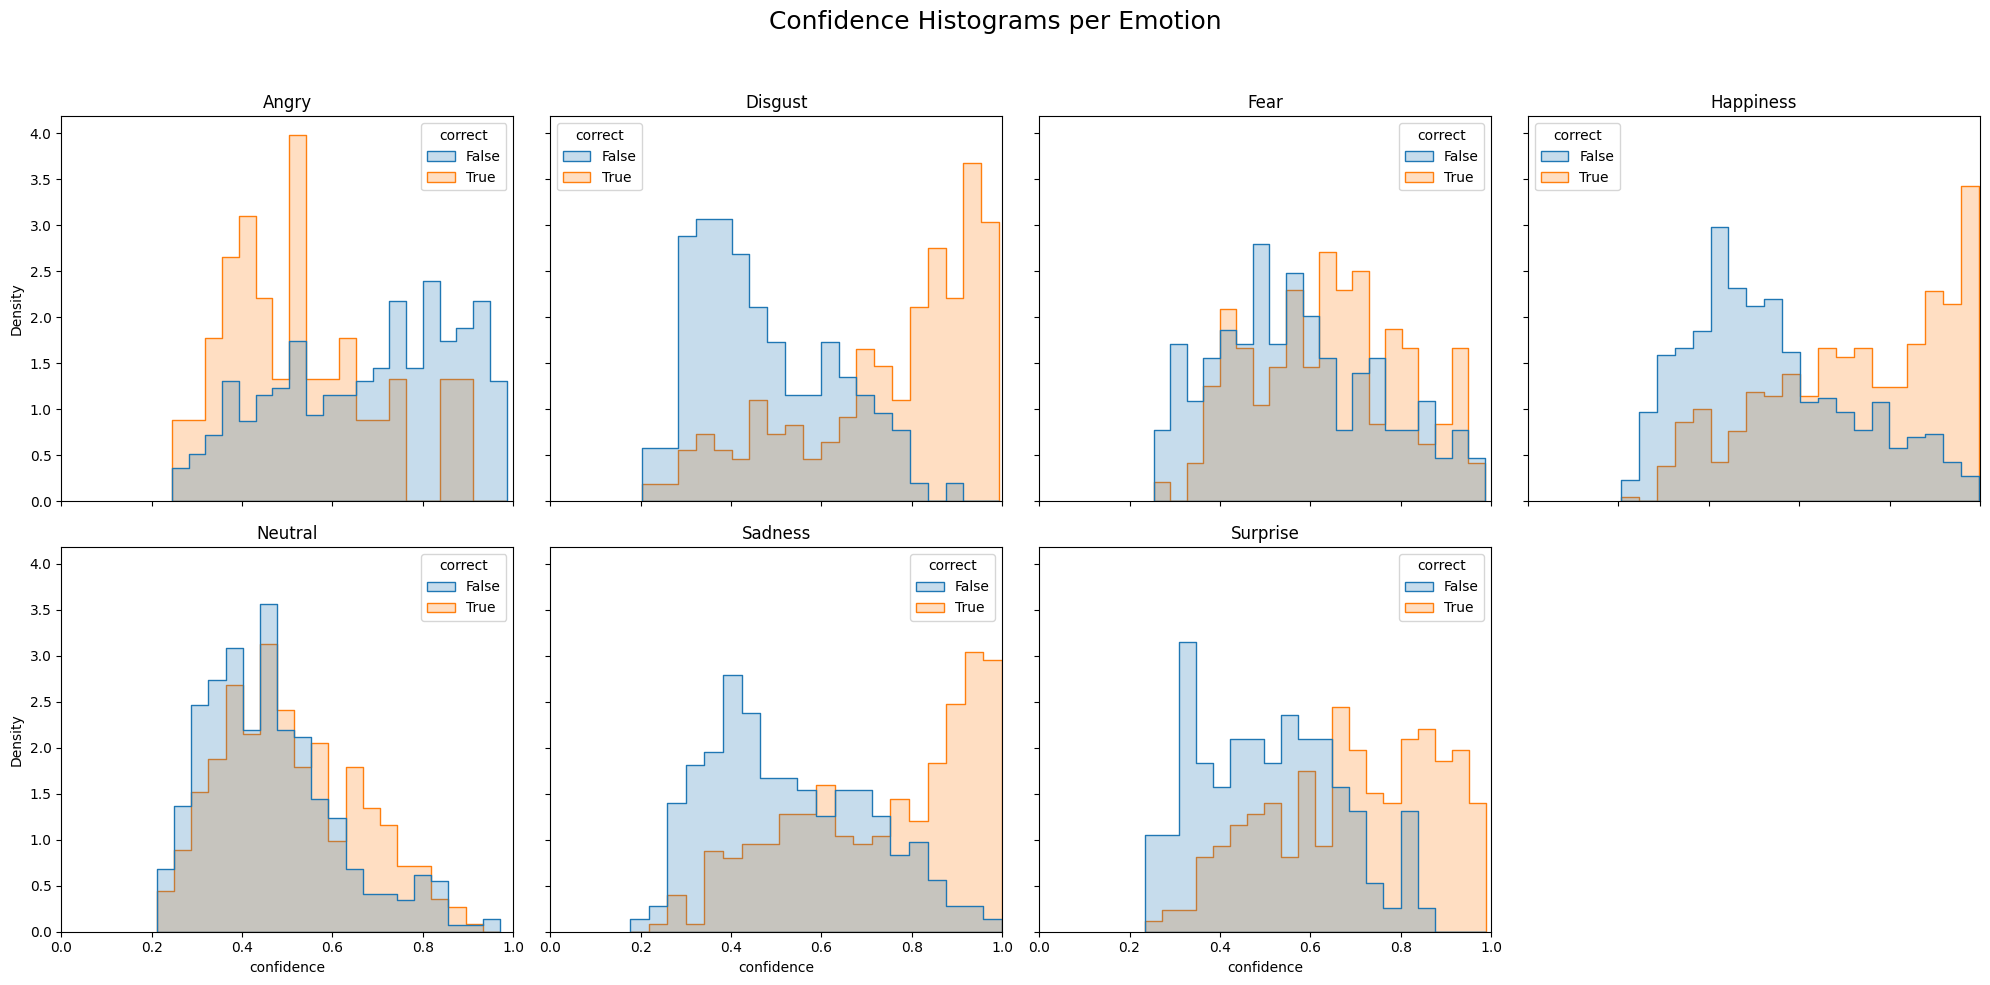 Confidence Histograms per Emotion
Angry
Disgust
Fear
Happiness
correct
False
True
correct
False
True
correct
False
True
correct
False
True
Density
4.0
3.5
3.0
2.5
2.0
1.5
1.0
0.5
0.0
Neutral
Sadness
Surprise
correct
False
True
correct
False
True
correct
False
True
Density
4.0
3.5
3.0
2.5
2.0
1.5
1.0
0.5
0.0
0.0 0.2 0.4 0.6 0.8 1.0
0.0 0.2 0.4 0.6 0.8 1.0
0.0 0.2 0.4 0.6 0.8 1.0
confidence
confidence
confidence